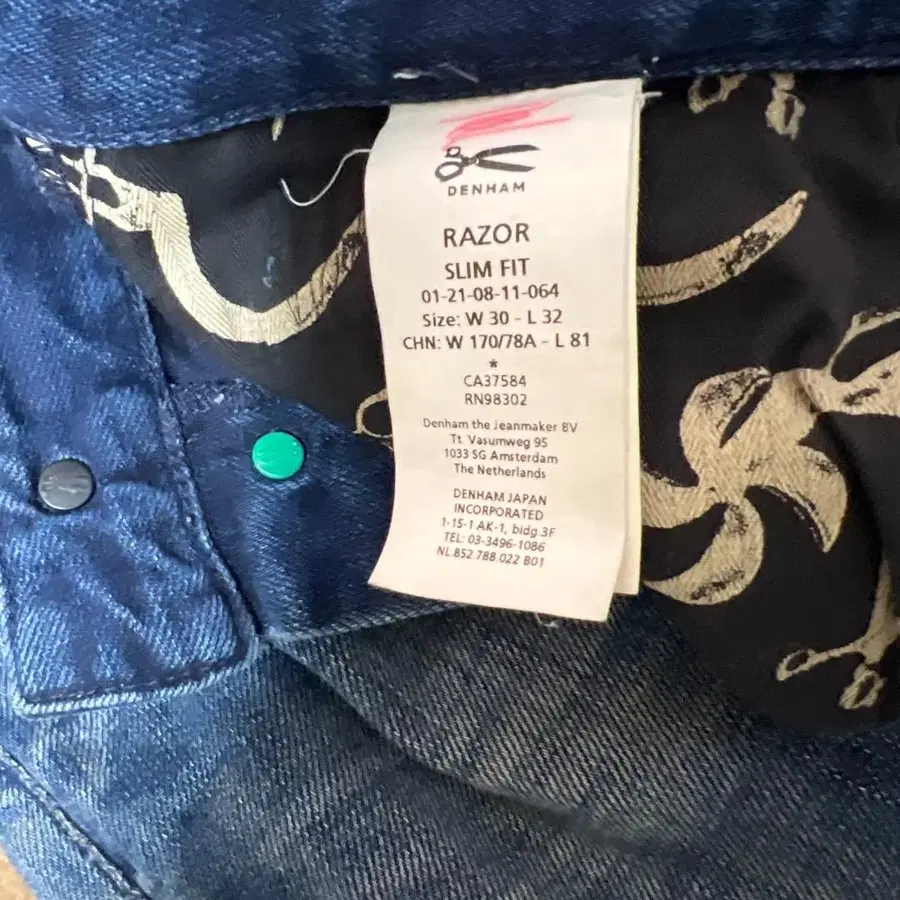 DENHAM
RAZOR
SLIM FIT
01-21-08-11-064
Size: W 30 - L 32
CHN: W 170/78A - L 81
*
CA37584
RN98302
Denham the Jeanmaker BV
Tt. Vasumweg 95
1033 SG Amsterdam
The Netherlands
DENHAM JAPAN
INCORPORATED
1-15-1 AK-1, bldg.3F
TEL: 03-3496-1086
NL.852.788.022 B01